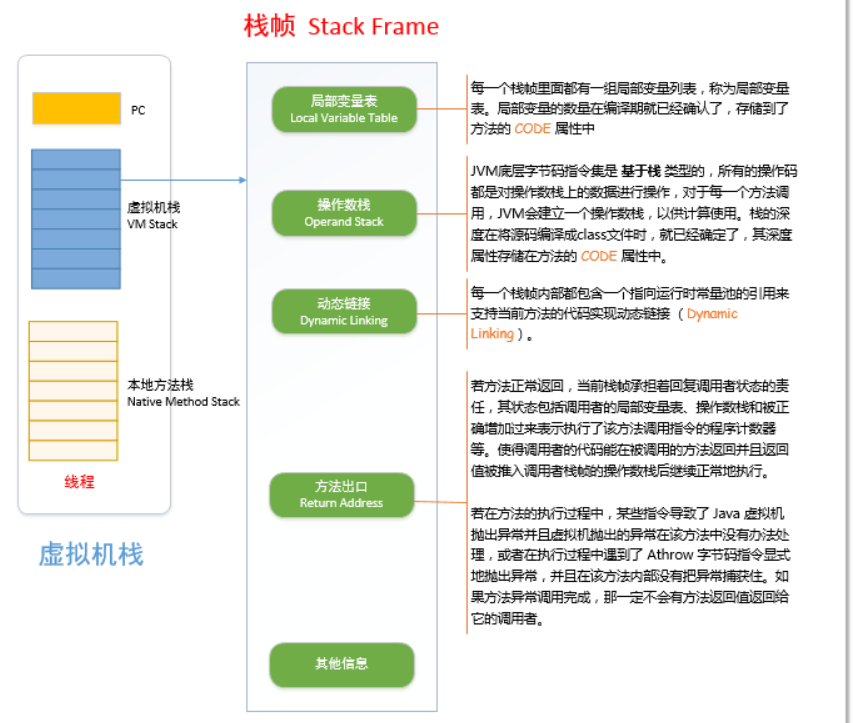 栈帧 Stack Frame
PC
虚拟机栈
VM Stack
本地方法栈
Native Method Stack
线程
虚拟机栈
局部变量表
Local Variable Table
每一个栈帧里面都有一组局部变量列表，称为局部变量
表。局部变量的数量在编译期就已经确认了，存储到了
方法的 CODE 属性中
操作数栈
Operand Stack
JVM底层字节码指令集是 基于栈 类型的，所有的操作码
都是对操作数栈上的数据进行操作，对于每一个方法调
用，JVM会建立一个操作数栈，以供计算使用。栈的深
度在将源码编译成class文件时，就已经确定了，其深度
属性存储在方法的 CODE 属性中。
动态链接
Dynamic Linking
每一个栈帧内部都包含一个指向运行时常量池的引用来
支持当前方法的代码实现动态链接 （Dynamic
Linking）。
方法出口
Return Address
若方法正常返回，当前栈帧承担着回复调用者状态的责
任，其状态包括调用者的局部变量表、操作数栈和被正
确增加过来表示执行了该方法调用指令的程序计数器
等。使得调用者的代码能在被调用的方法返回并且返回
值被推入调用者栈帧的操作数栈后继续正常地执行。
若在方法的执行过程中，某些指令导致了 Java 虚拟机
抛出异常并且虚拟机抛出的异常在该方法中没有办法处
理，或者在执行过程中遇到了 Athrow 字节码指令显式
地抛出异常，并且在该方法内部没有把异常捕获住。如
果方法异常调用完成，那一定不会有方法返回值返回给
它的调用者。
其他信息